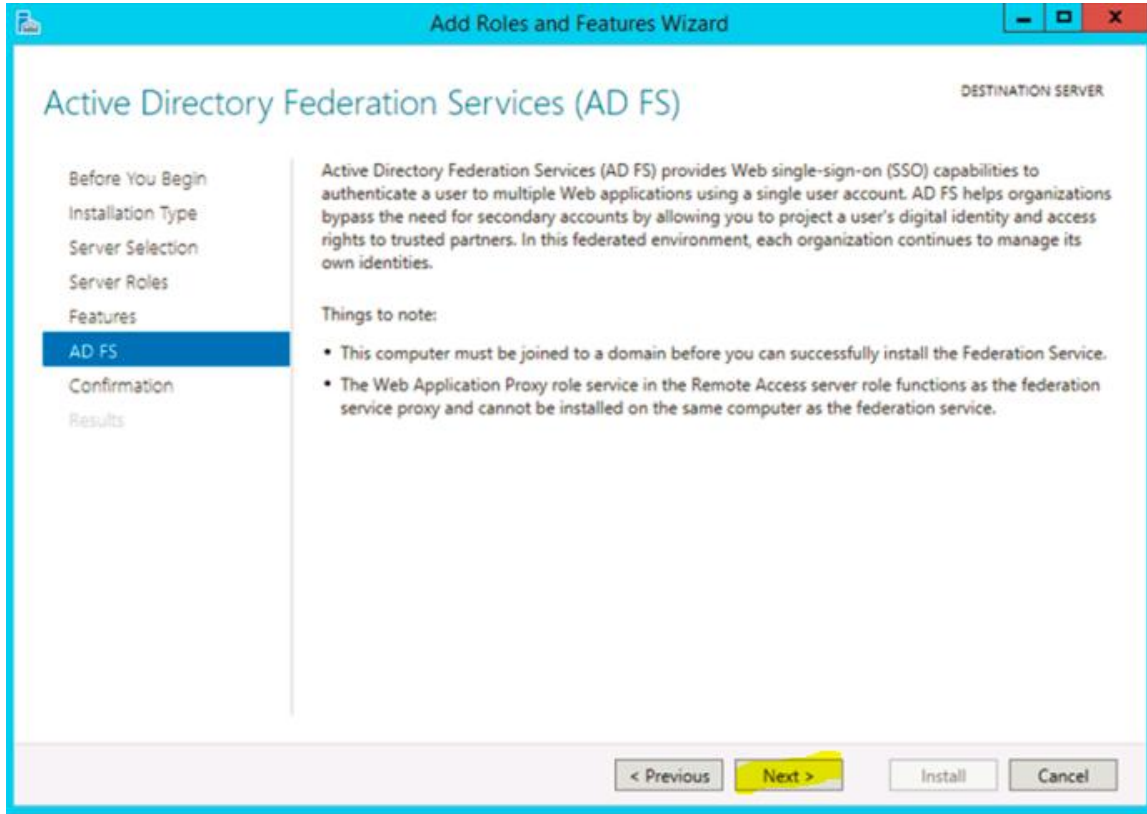 Add Roles and Features Wizard
Active Directory Federation Services (AD FS)
DESTINATION SERVER
Before You Begin
Installation Type
Server Selection
Server Roles
Features
AD FS
Confirmation
Results
Active Directory Federation Services (AD FS) provides Web single-sign-on (SSO) capabilities to
authenticate a user to multiple Web applications using a single user account. AD FS helps organizations
bypass the need for secondary accounts by allowing you to project a user's digital identity and access
rights to trusted partners. In this federated environment, each organization continues to manage its
own identities.
Things to note:
• This computer must be joined to a domain before you can successfully install the Federation Service.
• The Web Application Proxy role service in the Remote Access server role functions as the federation
service proxy and cannot be installed on the same computer as the federation service.
< Previous
Next >
Install
Cancel